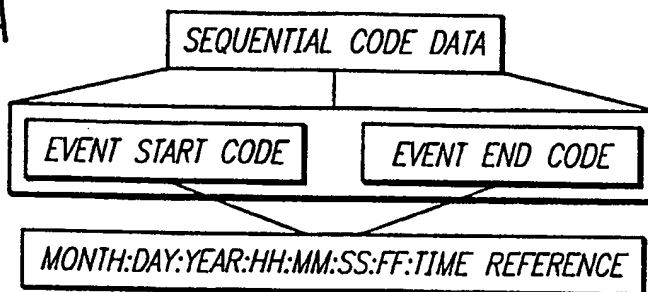 SEQUENTIAL CODE DATA
EVENT START CODE
EVENT END CODE
MONTH:DAY:YEAR:HH:MM:SS:FF:TIME REFERENCE